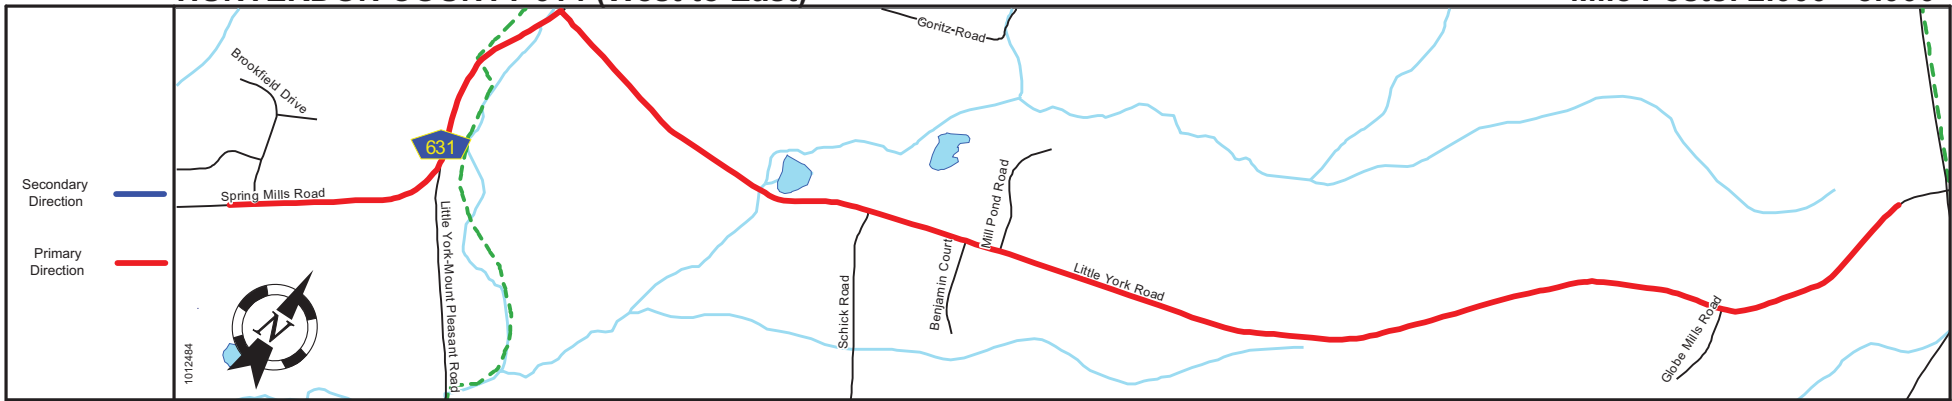 Goritz-Road
Brookfield Drive
631
Secondary
Direction
Spring Mills Road
Mill Pond Road
Little York-Mount Pleasant Road
Benjamin Court
Primary
Direction
Little York Road
Schick Road
Globe Mills Road
N
1012484